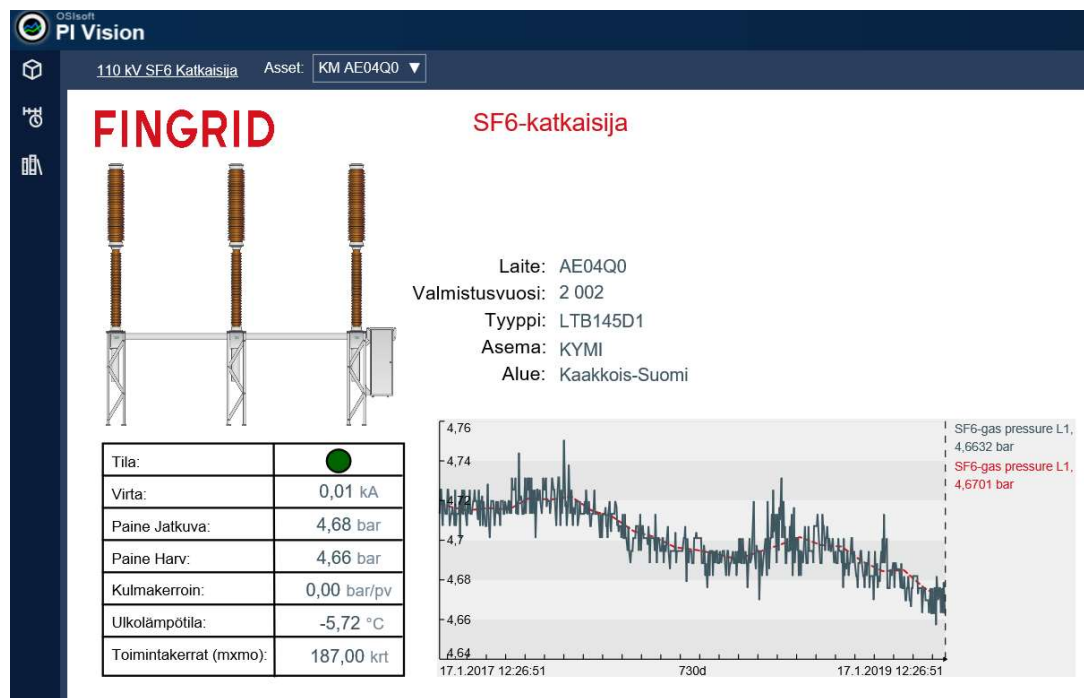 OSIsoft
PI Vision
110 kV SF6 Katkaisija Asset: KM AE04Q0 ▼
FINGRID
SF6-katkaisija
Laite: AE04Q0
Valmistusvuosi: 2 002
Tyyppi: LTB145D1
Asema: KYMI
Alue: Kaakkois-Suomi
Tila:
Virta: 0,01 kA
Paine Jatkuva: 4,68 bar
Paine Harv: 4,66 bar
Kulmakerroin: 0,00 bar/pv
Ulkolämpötila: -5,72 °C
Toimintakerrat (mxmo): 187,00 krt
4,76
4,74
4,72
4,7
4,68
4,66
4,64
17.1.2017 12:26:51 730d 17.1.2019 12:26:51
SF6-gas pressure L1,
4,6632 bar
SF6-gas pressure L1,
4,6701 bar